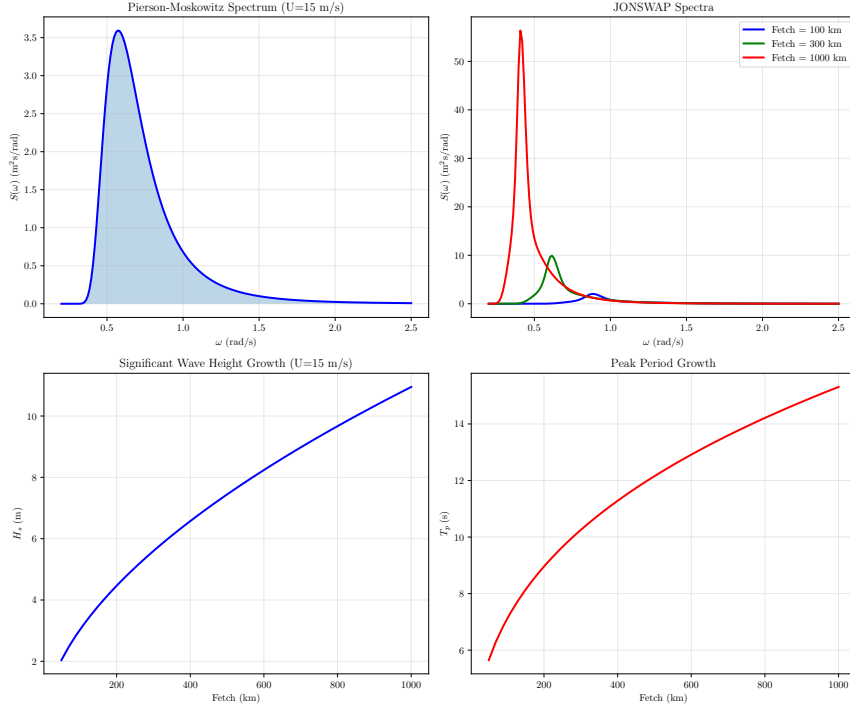 Pierson-Moskowitz Spectrum (U=15 m/s)
S(ω) (m²s/rad)
3.5
3.0
2.5
2.0
1.5
1.0
0.5
0.0
0.5 1.0 1.5 2.0 2.5
ω (rad/s)
JONSWAP Spectra
Fetch = 100 km
Fetch = 300 km
Fetch = 1000 km
S(ω) (m²s/rad)
50
40
30
20
10
0
0.5 1.0 1.5 2.0 2.5
ω (rad/s)
Significant Wave Height Growth (U=15 m/s)
H_s (m)
10
8
6
4
2
200 400 600 800 1000
Fetch (km)
Peak Period Growth
T_p (s)
14
12
10
8
6
200 400 600 800 1000
Fetch (km)